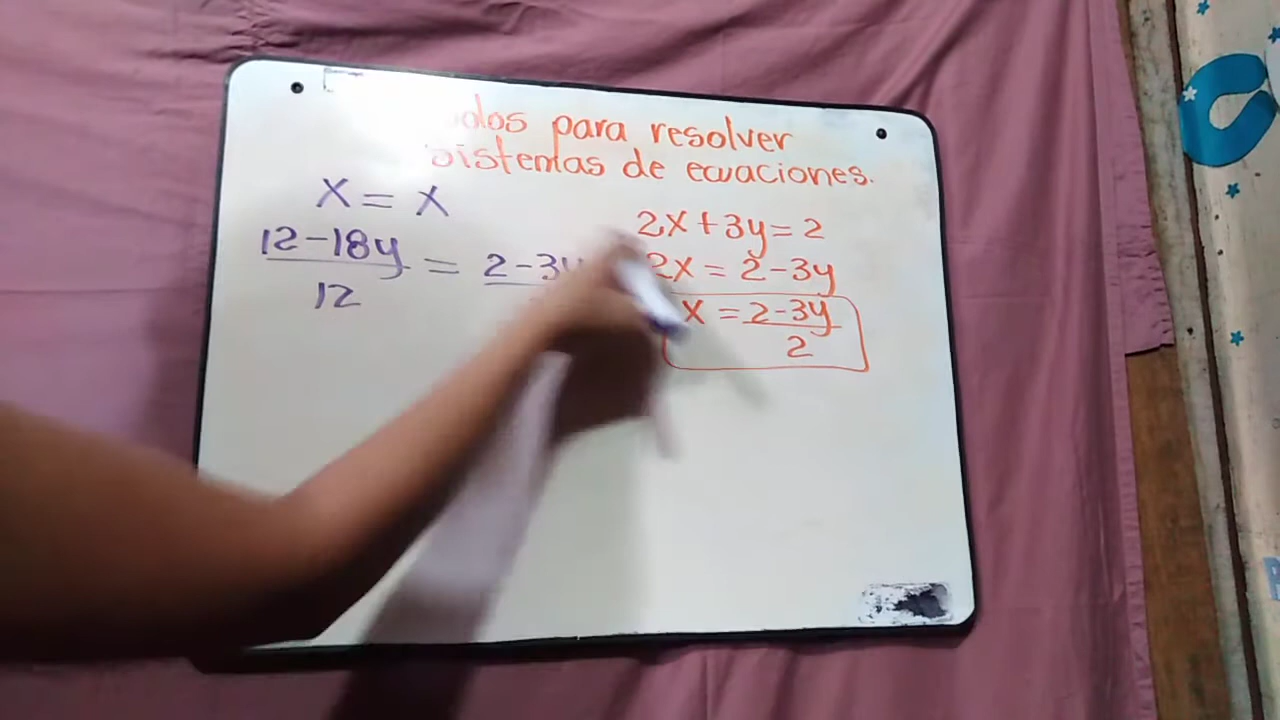 para resolver
sistemas de ecuaciones.
X = X
12-18y
12
=
2-3y
2x+3y=2
2x = 2-3y
x = 2-3y
2